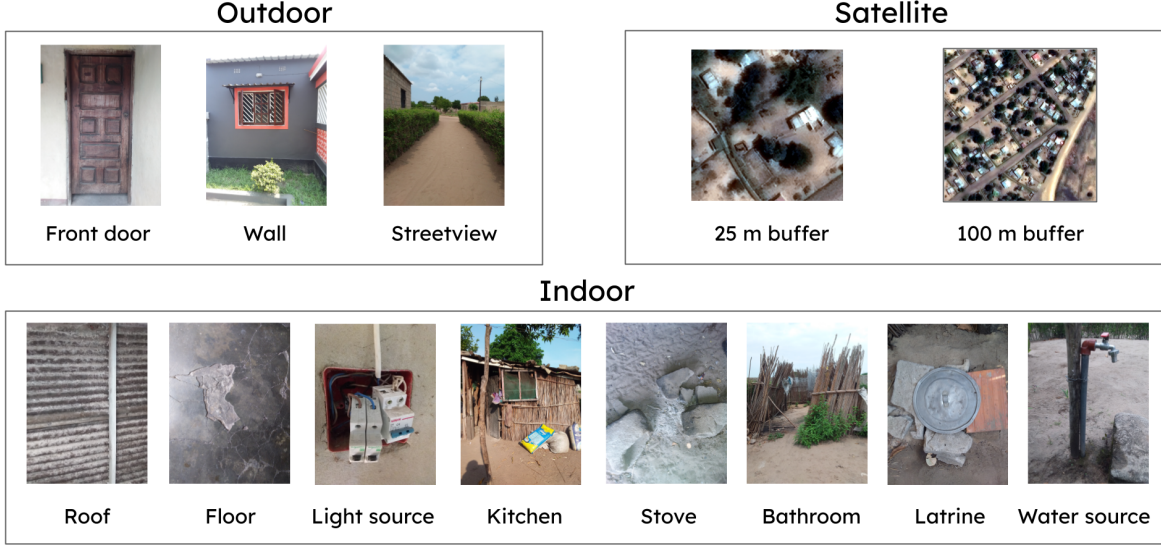 Outdoor
Satellite
Front door
Wall
Streetview
25 m buffer
100 m buffer
Indoor
Roof
Floor
Light source
Kitchen
Stove
Bathroom
Latrine
Water source